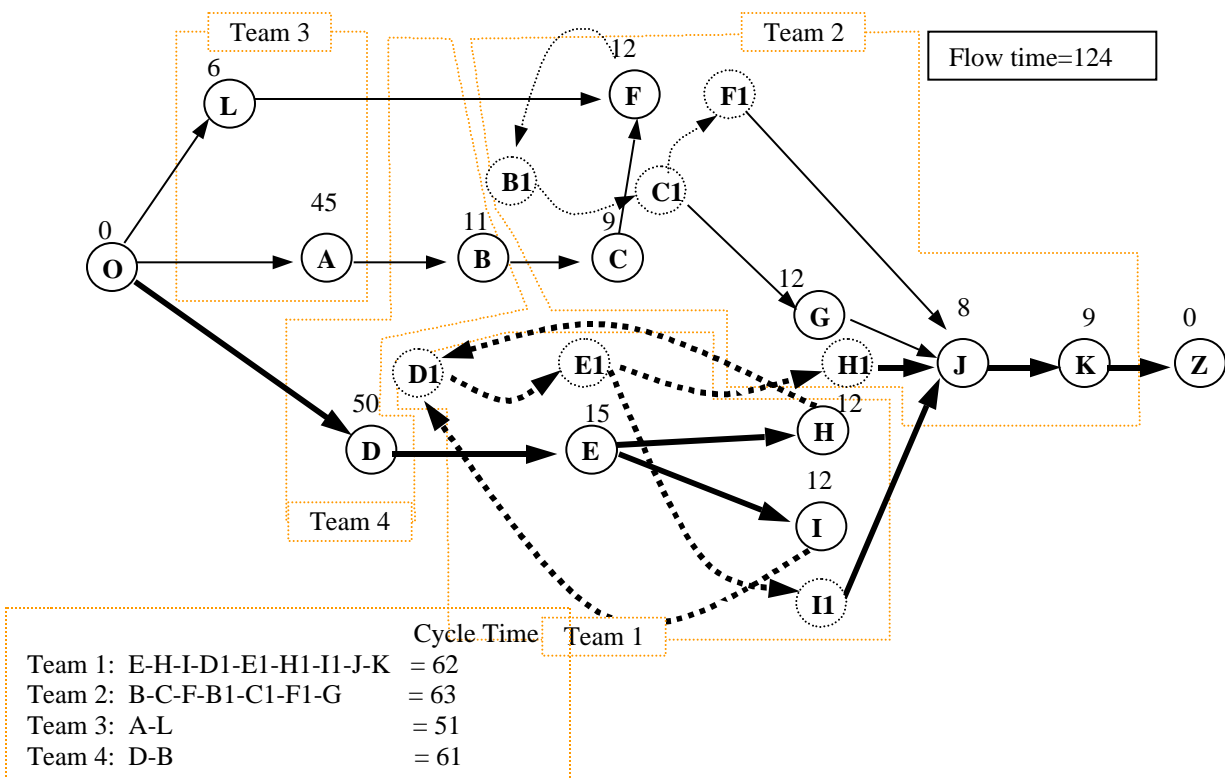 Team 3
Team 2
12
6
Flow time=124
L
F
F1
B1
C1
45
11
9
0
O
A
B
C
12
G
8
9
0
D1
E1
H1
J
K
Z
50
15
12
D
E
H
12
I
Team 4
I1
Team 1
Cycle Time
Team 1: E-H-I-D1-E1-H1-I1-J-K = 62
Team 2: B-C-F-B1-C1-F1-G = 63
Team 3: A-L = 51
Team 4: D-B = 61